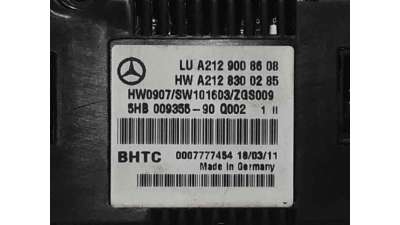 LU A212 900 86 08
HW A212 830 02 85
HW0907/SW101603/ZGS009
5HB 009355-90 Q002 1 II
BHTC 0007777454 18/03/11
Made in Germany